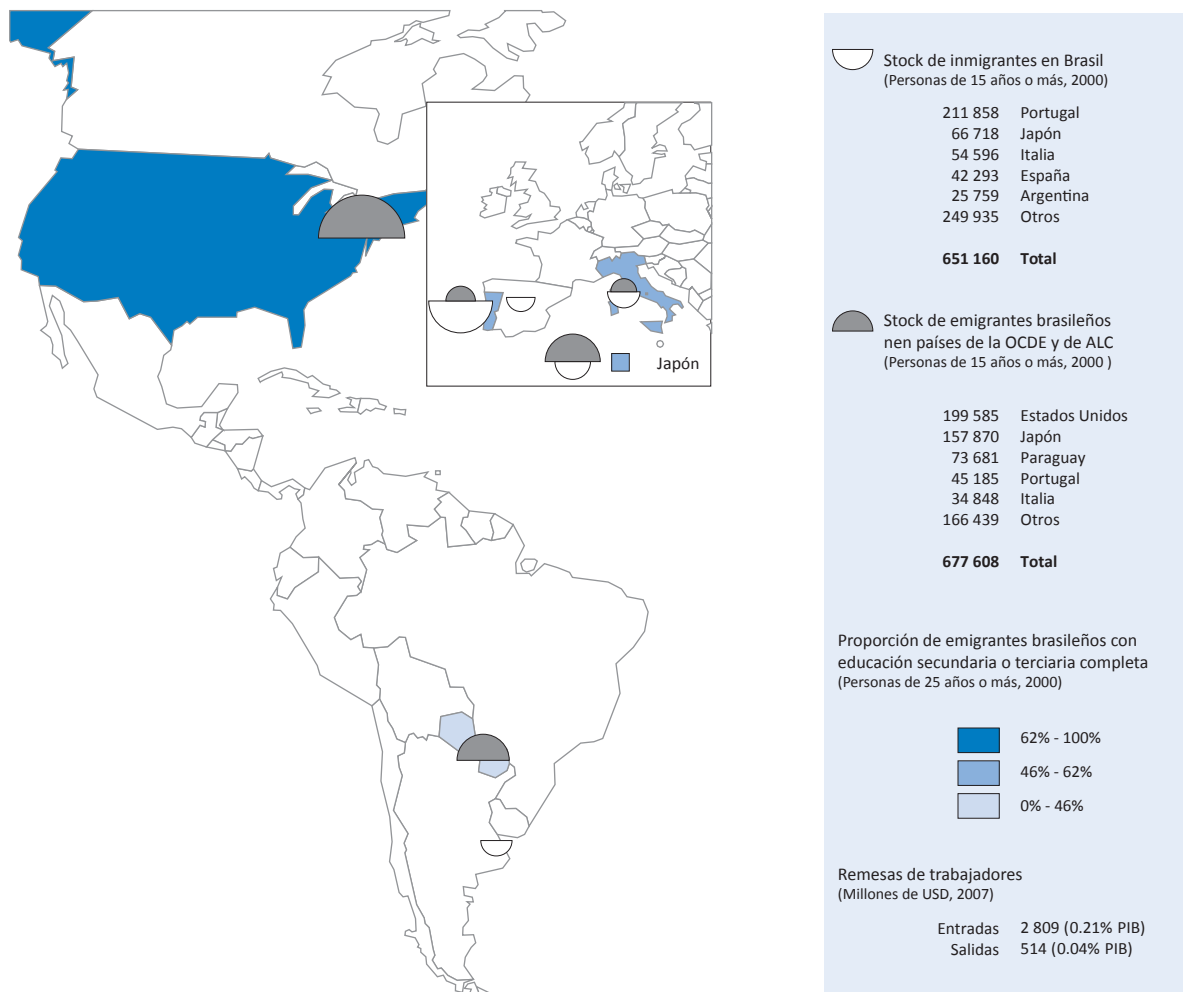 Japón
Stock de inmigrantes en Brasil
(Personas de 15 años o más, 2000)
211 858 Portugal
66 718 Japón
54 596 Italia
42 293 España
25 759 Argentina
249 935 Otros
651 160 Total
Stock de emigrantes brasileños
nen países de la OCDE y de ALC
(Personas de 15 años o más, 2000 )
199 585 Estados Unidos
157 870 Japón
73 681 Paraguay
45 185 Portugal
34 848 Italia
166 439 Otros
677 608 Total
Proporción de emigrantes brasileños con
educación secundaria o terciaria completa
(Personas de 25 años o más, 2000)
62% - 100%
46% - 62%
0% - 46%
Remesas de trabajadores
(Millones de USD, 2007)
Entradas 2 809 (0.21% PIB)
Salidas 514 (0.04% PIB)